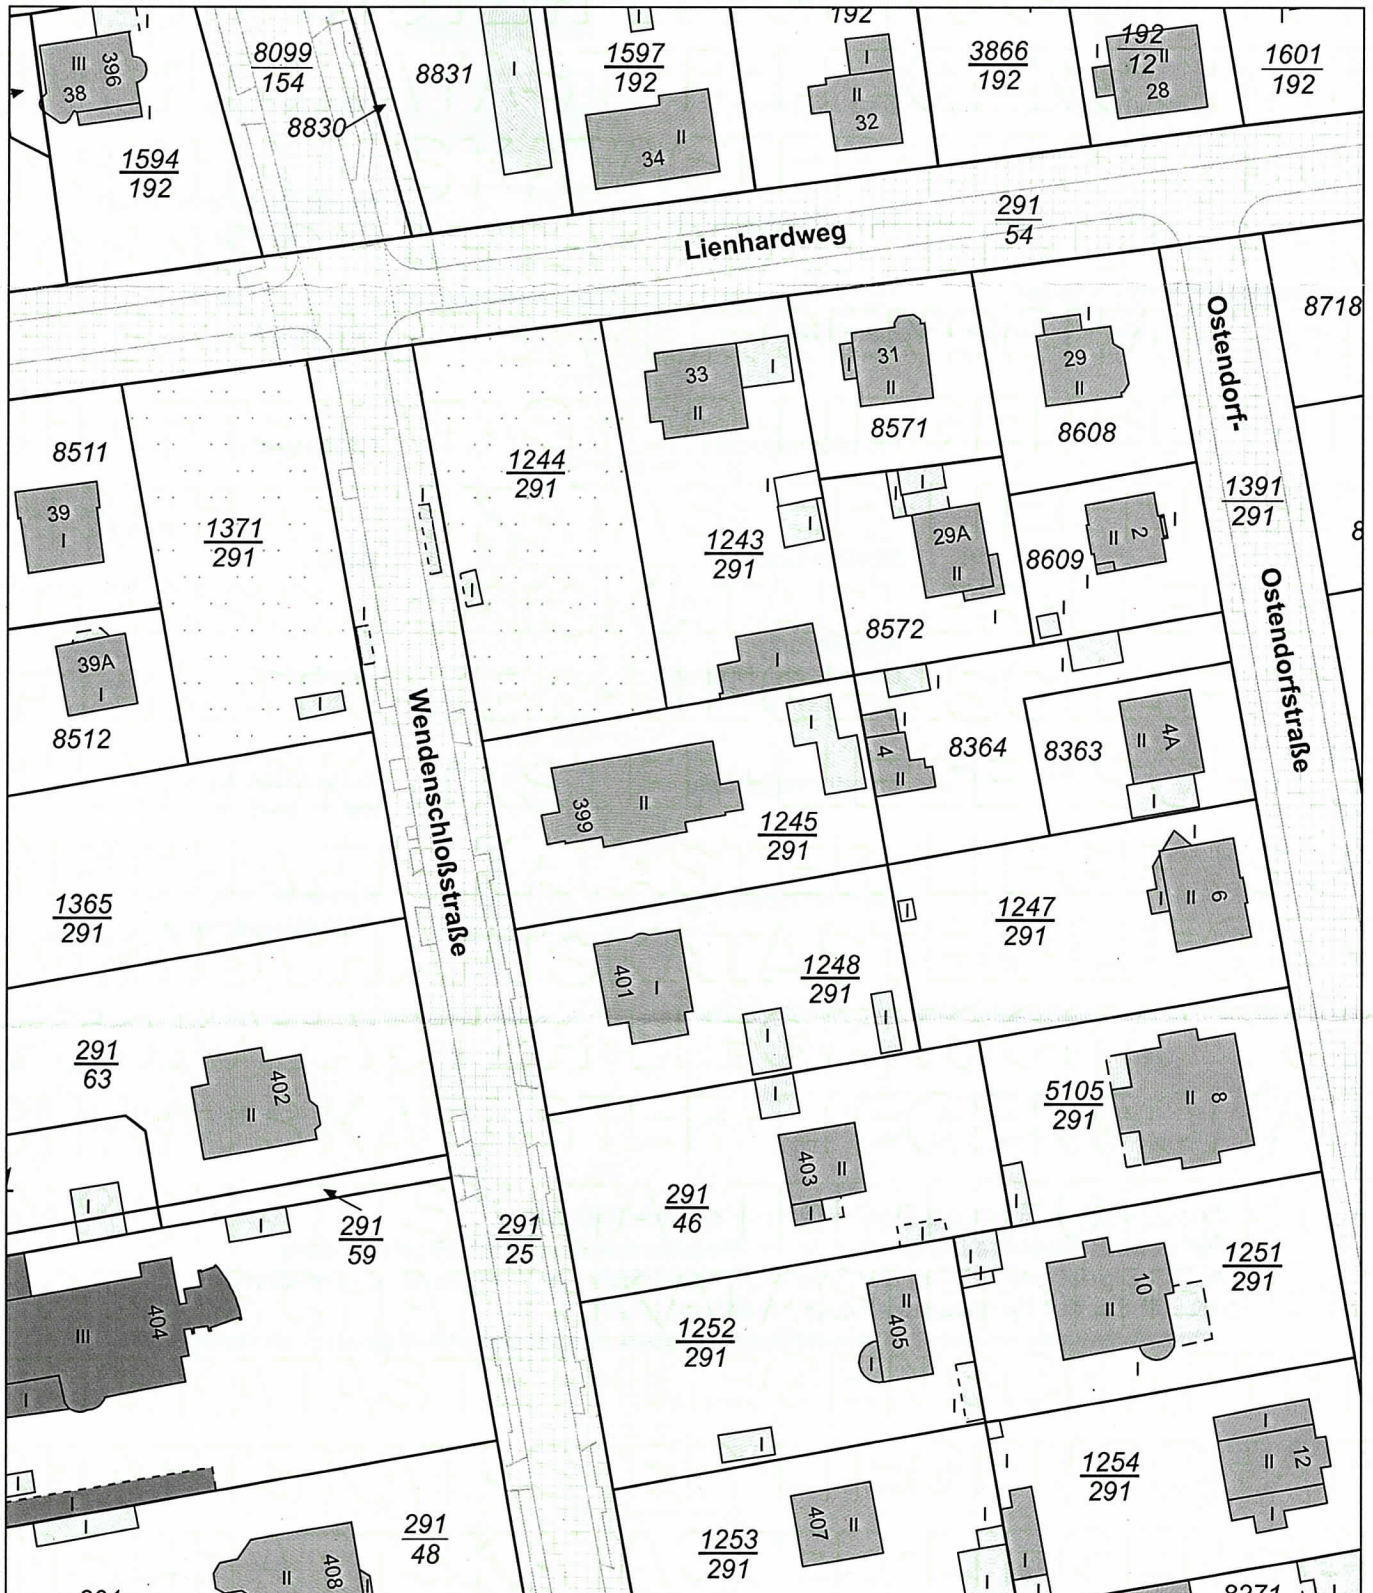 192
III
396
38
I
1594
192
8099
154
8830
8831
I
1597
192
I
II
34
I
II
32
3866
192
I
192
12
II
28
1601
192
Lienhardweg
291
54
8718
Ostendorf-
8511
39
I
1371
291
1244
291
33
II
I
I
31
II
8571
I
29
II
8608
1391
291
I
I
I
I
1243
291
I
I
29A
II
I
8572
8609
II
2
I
I
I
I
I
39A
I
8512
I
Wendenschloßstraße
Ostendorfstraße
I
I
I
4
II
8364
8363
4A
II
I
I
399
II
1245
291
1365
291
401
I
1248
291
I
1247
291
I
I
II
6
291
63
402
II
I
I
5105
291
II
8
I
403
II
I
291
46
I
I
I
291
59
291
25
I
I
1251
291
404
III
I
1252
291
II
405
I
10
II
I
I
I
I
1254
291
I
II
12
I
I
I
I
291
48
II
408
1253
291
407
II
I
I
I
I
8271